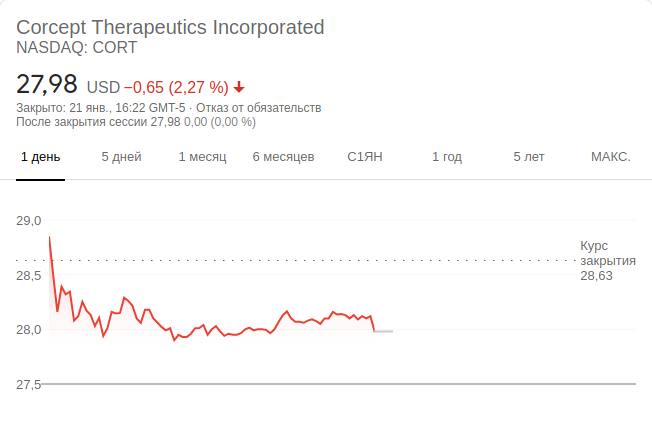 Corcept Therapeutics Incorporated
NASDAQ: CORT
27,98 USD −0,65 (2,27 %)
Закрыто: 21 янв., 16:22 GMT-5 · Отказ от обязательств
После закрытия сессии 27,98 0,00 (0,00 %)
1 день 5 дней 1 месяц 6 месяцев С1ЯН 1 год 5 лет МАКС.
29,0
Курс
закрытия
28,63
28,5
28,0
27,5